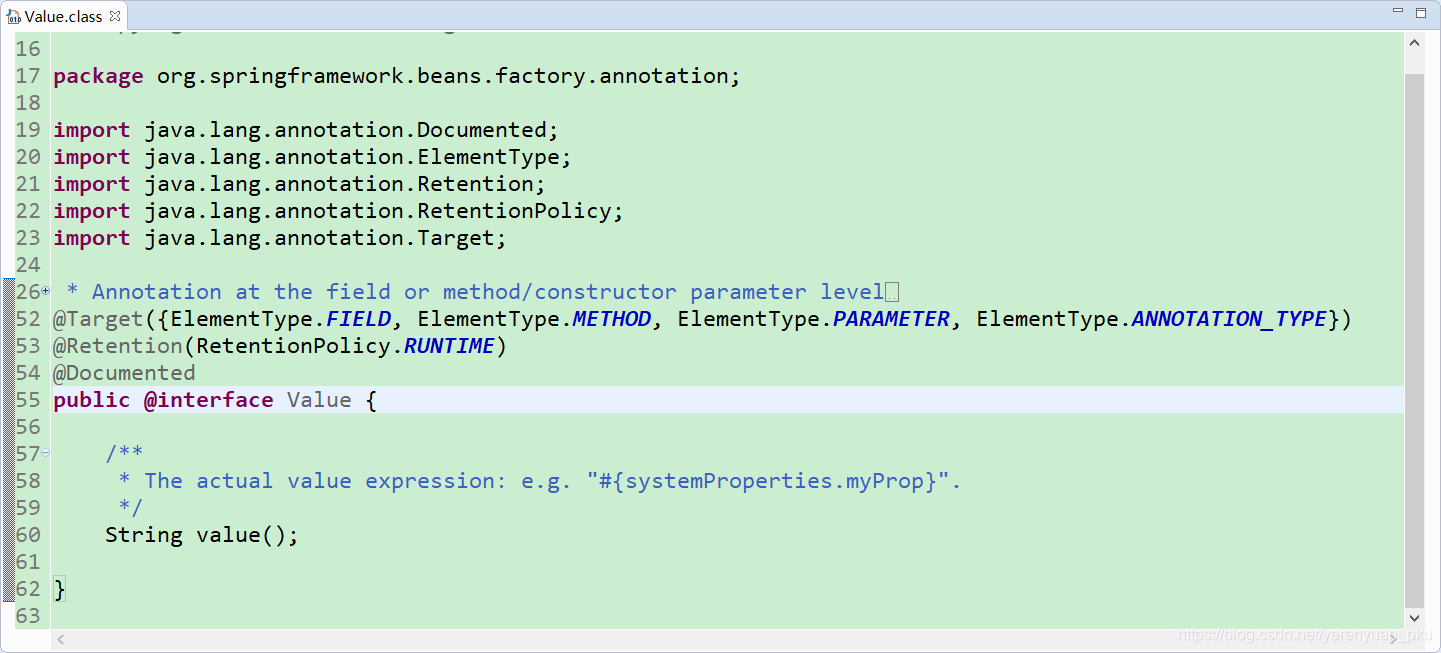 Value.class
16
17 package org.springframework.beans.factory.annotation;
18
19 import java.lang.annotation.Documented;
20 import java.lang.annotation.ElementType;
21 import java.lang.annotation.Retention;
22 import java.lang.annotation.RetentionPolicy;
23 import java.lang.annotation.Target;
24
26 * Annotation at the field or method/constructor parameter level
52 @Target({ElementType.FIELD, ElementType.METHOD, ElementType.PARAMETER, ElementType.ANNOTATION_TYPE})
53 @Retention(RetentionPolicy.RUNTIME)
54 @Documented
55 public @interface Value {
56
57 /**
58 * The actual value expression: e.g. "#{systemProperties.myProp}".
59 */
60 String value();
61
62 }
63
https://blog.csdn.net/yerenyuan_pku